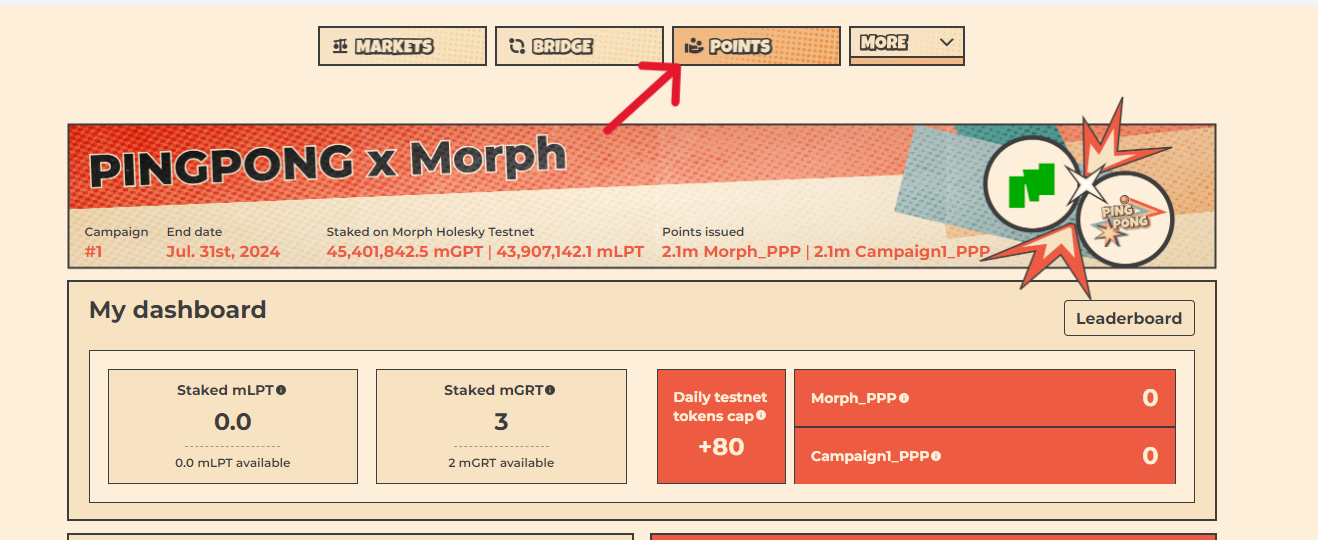 MARKETS
BRIDGE
POINTS
MORE
PINGPONG x Morph
PING
PONG
Campaign
#1
End date
Jul. 31st, 2024
Staked on Morph Holesky Testnet
45,401,842.5 mGPT | 43,907,142.1 mLPT
Points issued
2.1m Morph_PPP | 2.1m Campaign1_PPP
My dashboard
Leaderboard
Staked mLPT
0.0
0.0 mLPT available
Staked mGRT
3
2 mGRT available
Daily testnet
tokens cap
+80
Morph_PPP
0
Campaign1_PPP
0